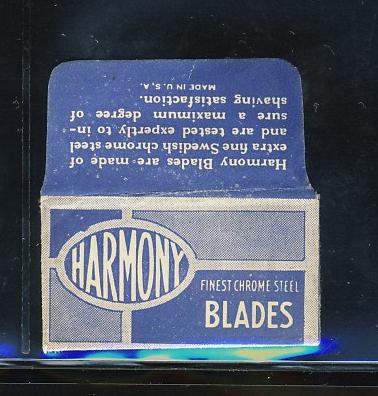 Harmony Blades are made of
extra fine Swedish chrome steel
and are tested expertly to in-
sure a maximum degree of
shaving satisfaction.
MADE IN U.S.A.
HARMONY
FINEST CHROME STEEL
BLADES